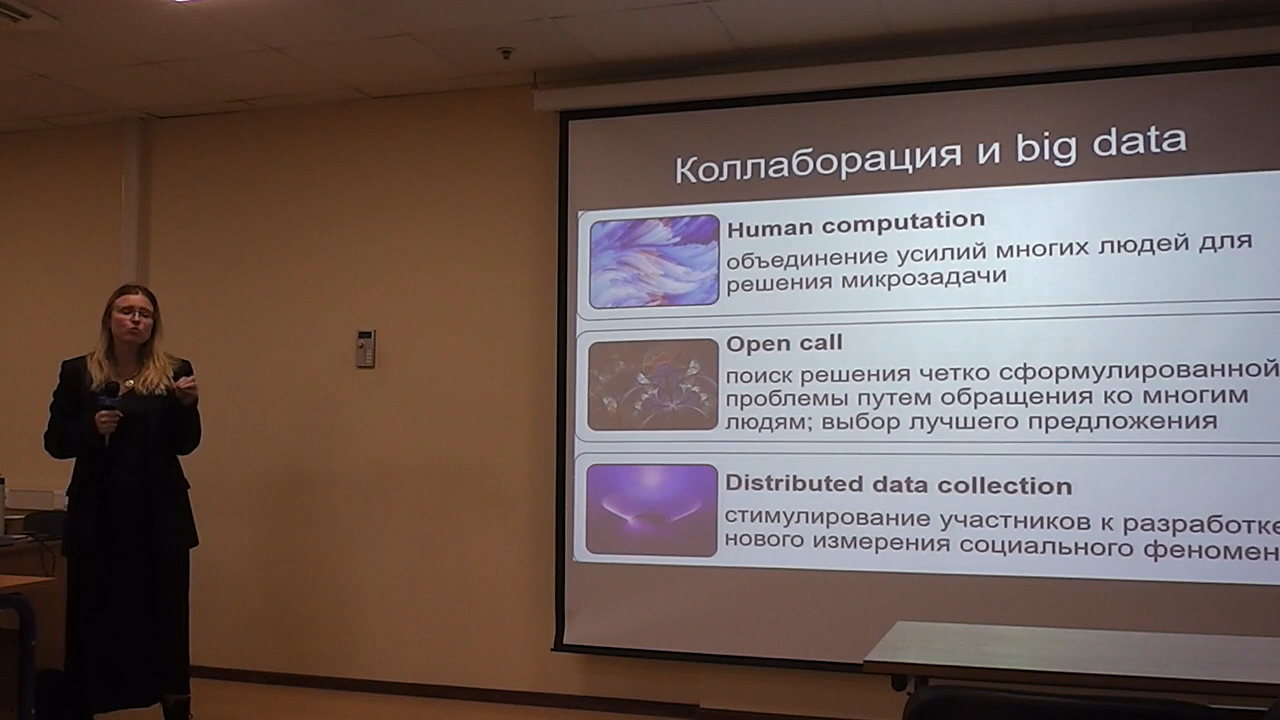 Коллаборация и big data
Human computation
объединение усилий многих людей для
решения микрозадачи
Open call
поиск решения четко сформулированной
проблемы путем обращения ко многим
людям; выбор лучшего предложения
Distributed data collection
стимулирование участников к разработке
нового измерения социального феномен